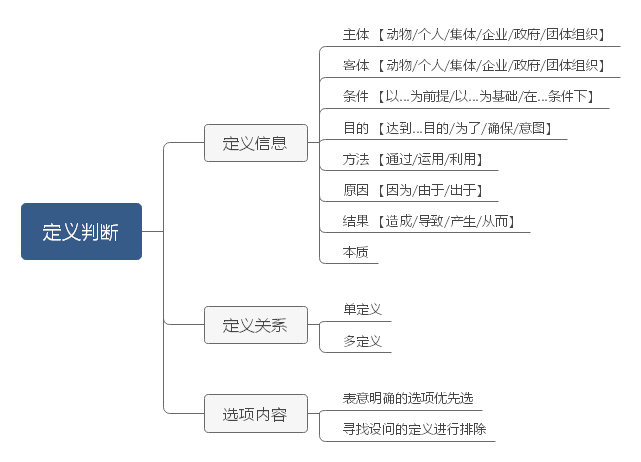 定义判断
定义信息
主体 【动物/个人/集体/企业/政府/团体组织】
客体 【动物/个人/集体/企业/政府/团体组织】
条件 【以...为前提/以...为基础/在...条件下】
目的 【达到...目的/为了/确保/意图】
方法 【通过/运用/利用】
原因 【因为/由于/出于】
结果 【造成/导致/产生/从而】
本质
定义关系
单定义
多定义
选项内容
表意明确的选项优先选
寻找设问的定义进行排除